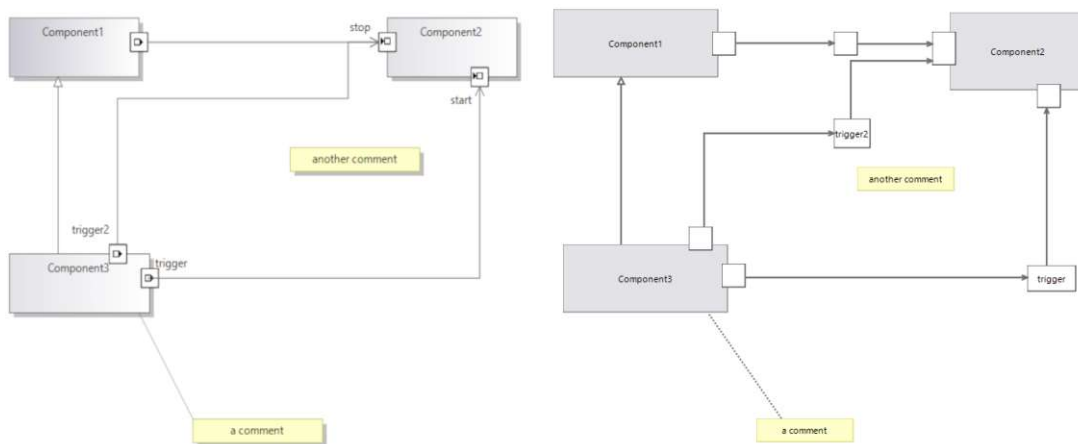 Component1
stop
Component2
start
another comment
trigger2
Component3
trigger
a comment
Component1
Component2
trigger2
another comment
Component3
trigger
a comment